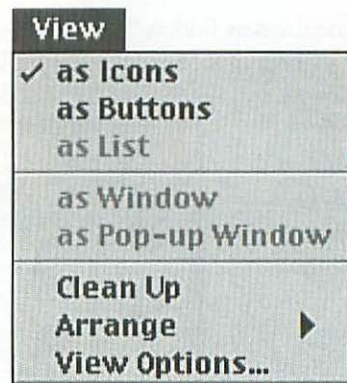 View
✓ as Icons
as Buttons
as List
as Window
as Pop-up Window
Clean Up
Arrange
View Options...